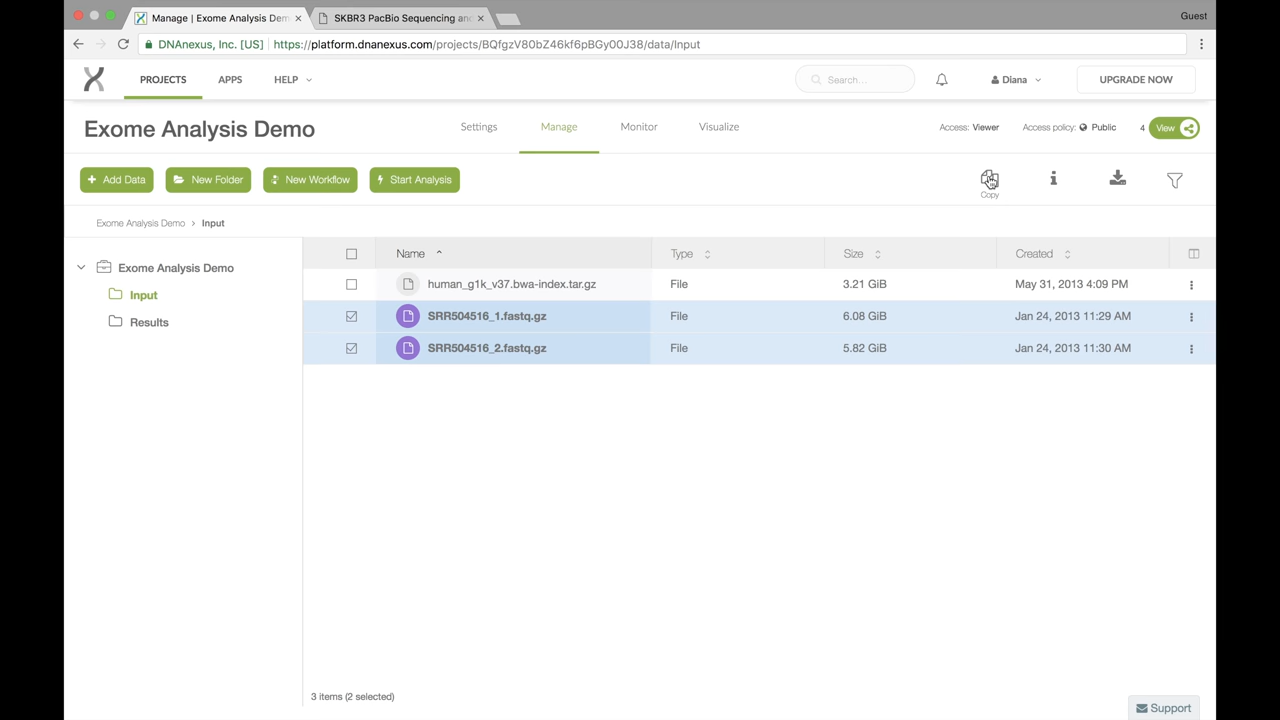 Manage | Exome Analysis Dem
SKBR3 PacBio Sequencing and
Guest
DNAnexus, Inc. [US] https://platform.dnanexus.com/projects/BQfgzV80bZ46kf6pBGy00J38/data/Input
PROJECTS APPS HELP Search... Diana UPGRADE NOW
Exome Analysis Demo Settings Manage Monitor Visualize Access: Viewer Access policy: Public 4 View
Add Data New Folder New Workflow Start Analysis
Copy
Exome Analysis Demo > Input
Name Type Size Created
Exome Analysis Demo
Input
Results
human_g1k_v37.bwa-index.tar.gz File 3.21 GiB May 31, 2013 4:09 PM
SRR504516_1.fastq.gz File 6.08 GiB Jan 24, 2013 11:29 AM
SRR504516_2.fastq.gz File 5.82 GiB Jan 24, 2013 11:30 AM
3 items (2 selected)
Support